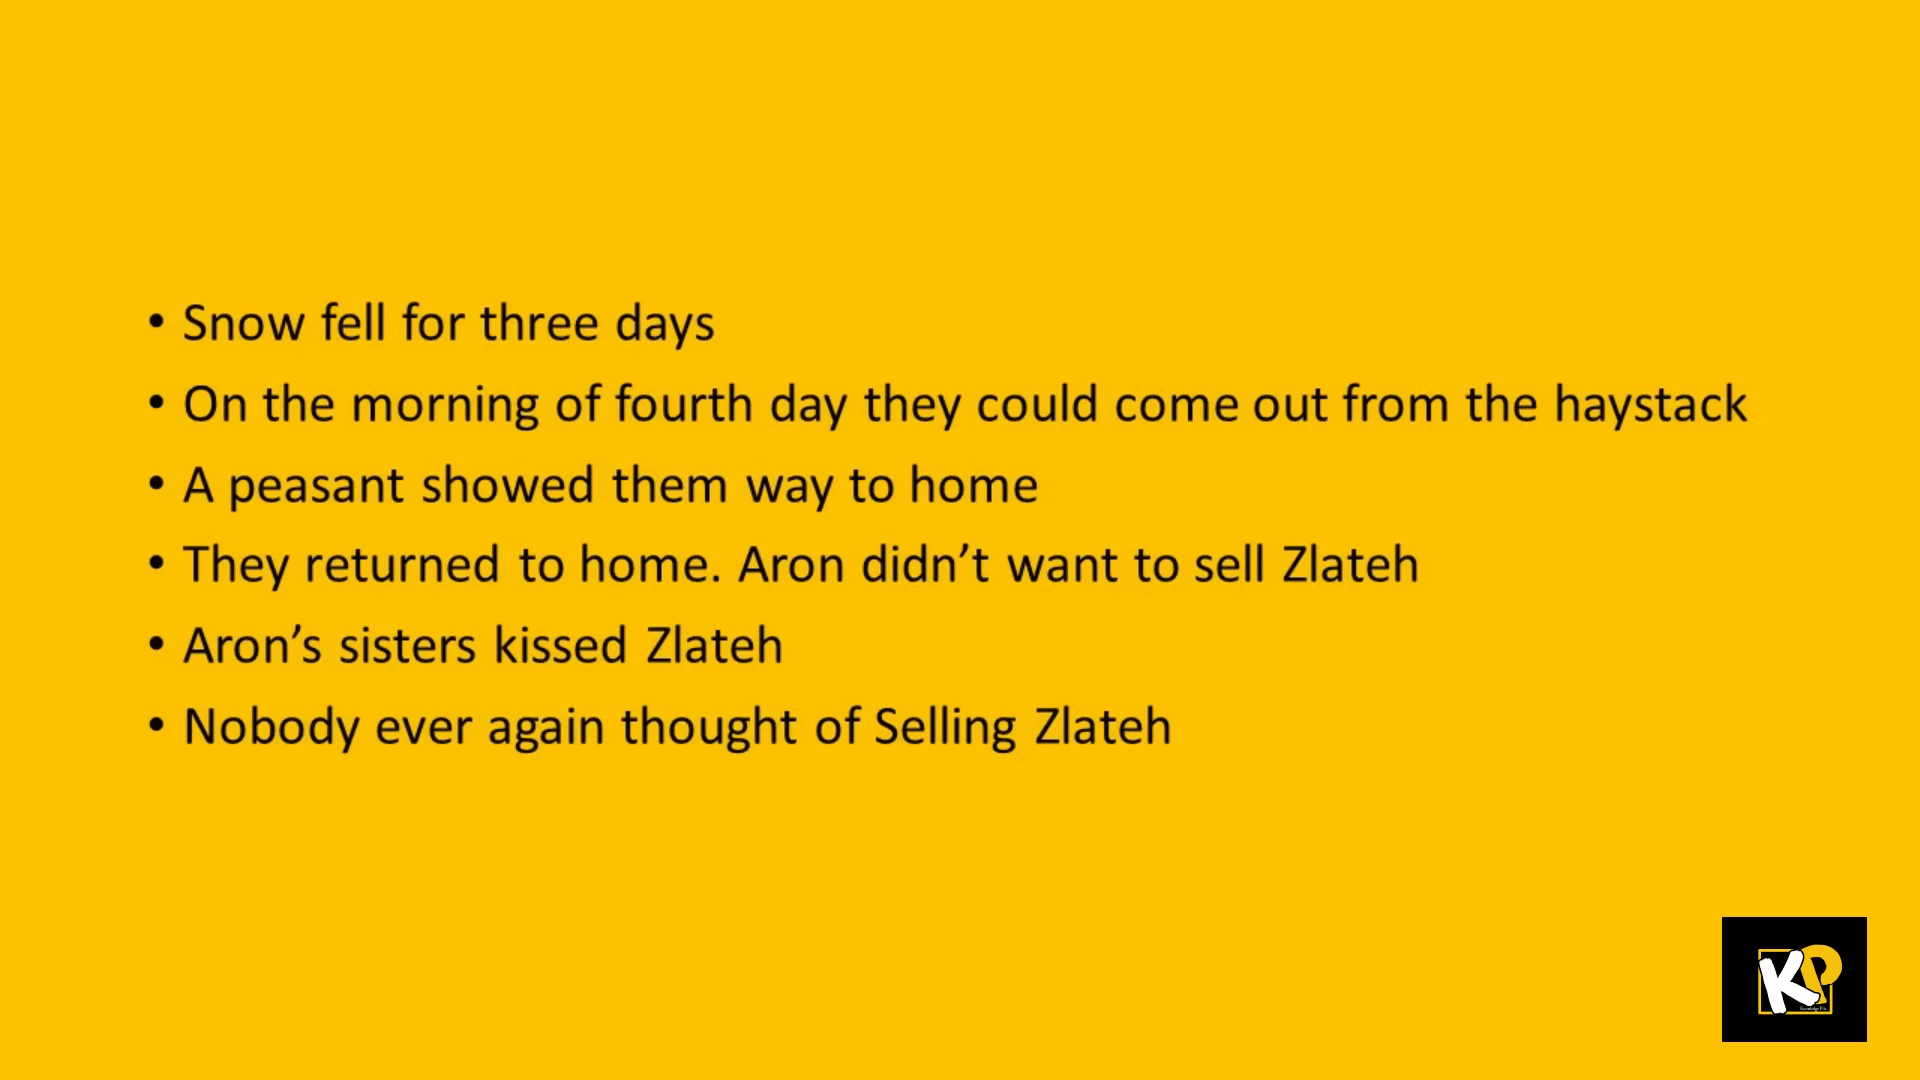 • Snow fell for three days
• On the morning of fourth day they could come out from the haystack
• A peasant showed them way to home
• They returned to home. Aron didn’t want to sell Zlateh
• Aron’s sisters kissed Zlateh
• Nobody ever again thought of Selling Zlateh
KP